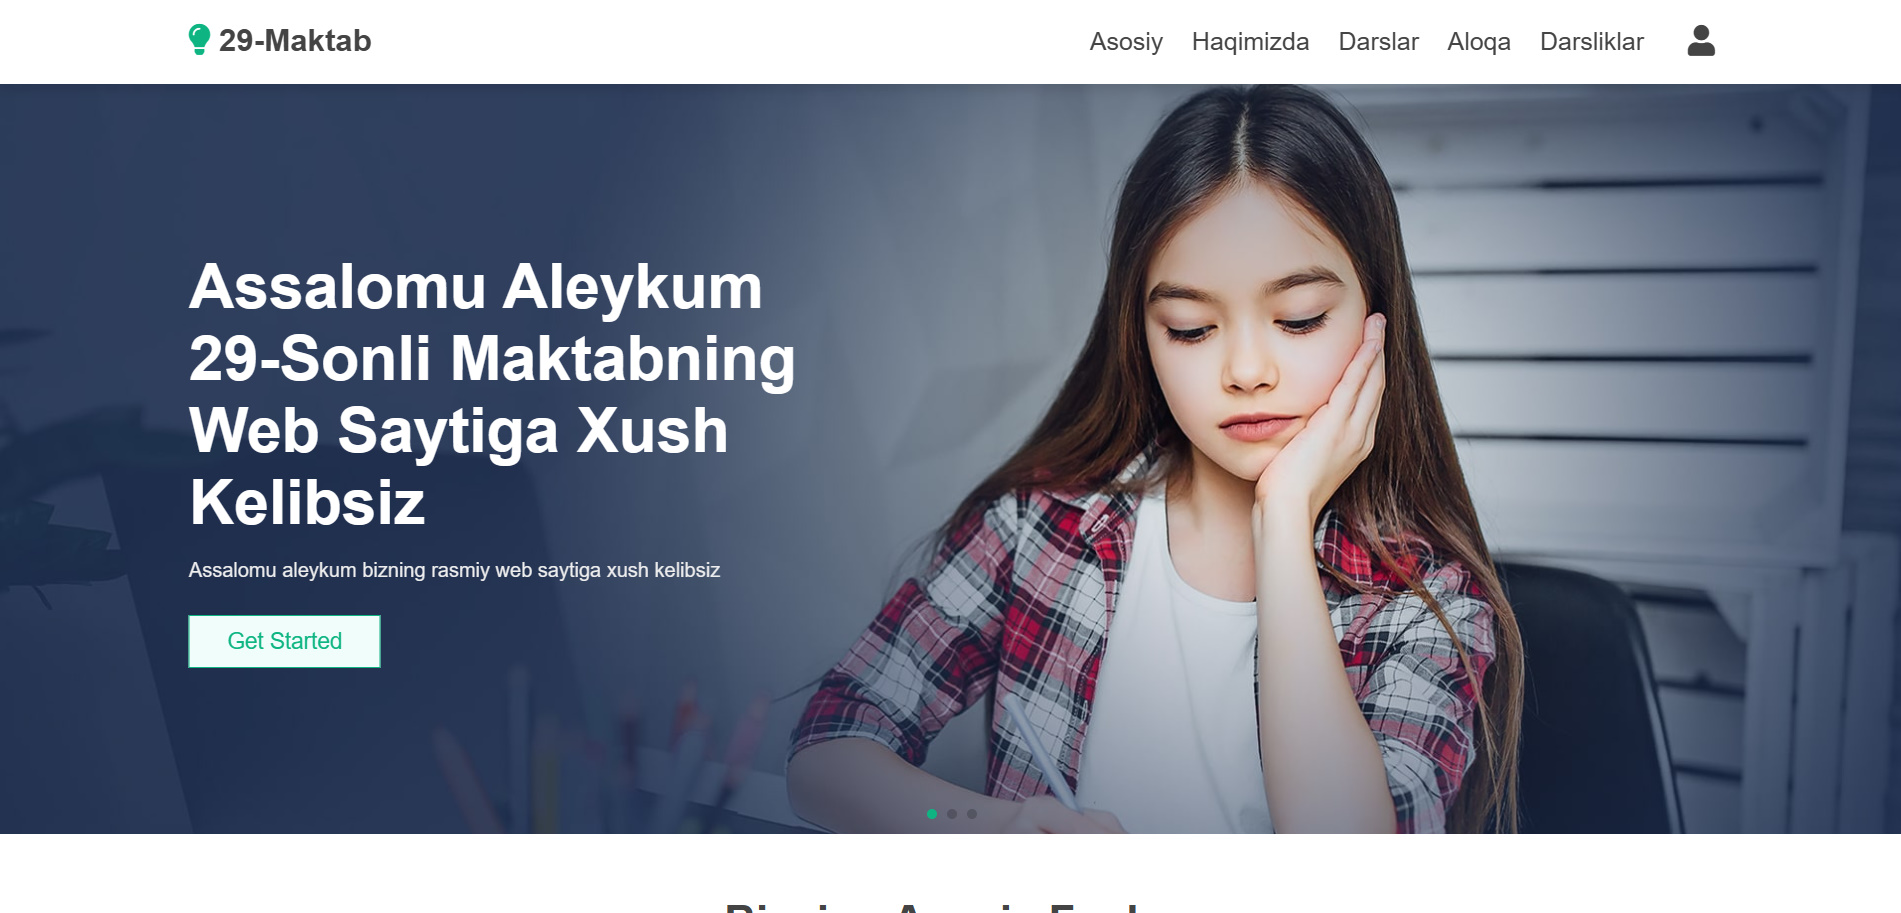 29-Maktab
Asosiy Haqimizda Darslar Aloqa Darsliklar
Assalomu Aleykum
29-Sonli Maktabning
Web Saytiga Xush
Kelibsiz
Assalomu aleykum bizning rasmiy web saytiga xush kelibsiz
Get Started